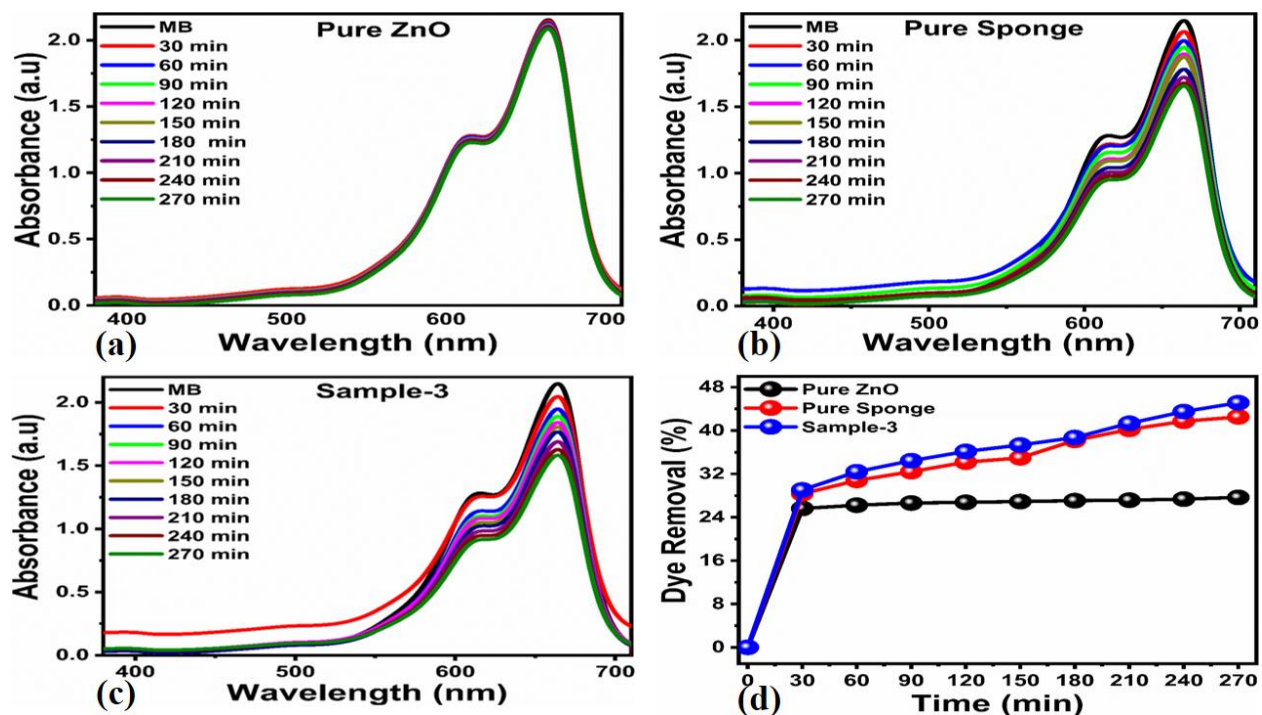 Pure ZnO
MB
30 min
60 min
90 min
120 min
150 min
180 min
210 min
240 min
270 min
Absorbance (a.u)
2.0
1.5
1.0
0.5
0.0
400 500 600 700
Wavelength (nm)
(a)
Pure Sponge
MB
30 min
60 min
90 min
120 min
150 min
180 min
210 min
240 min
270 min
Absorbance (a.u)
2.0
1.5
1.0
0.5
0.0
400 500 600 700
Wavelength (nm)
(b)
Sample-3
MB
30 min
60 min
90 min
120 min
150 min
180 min
210 min
240 min
270 min
Absorbance (a.u)
2.0
1.5
1.0
0.5
0.0
400 500 600 700
Wavelength (nm)
(c)
Pure ZnO
Pure Sponge
Sample-3
Dye Removal (%)
48
40
32
24
16
8
0
0 30 60 90 120 150 180 210 240 270
Time (min)
(d)